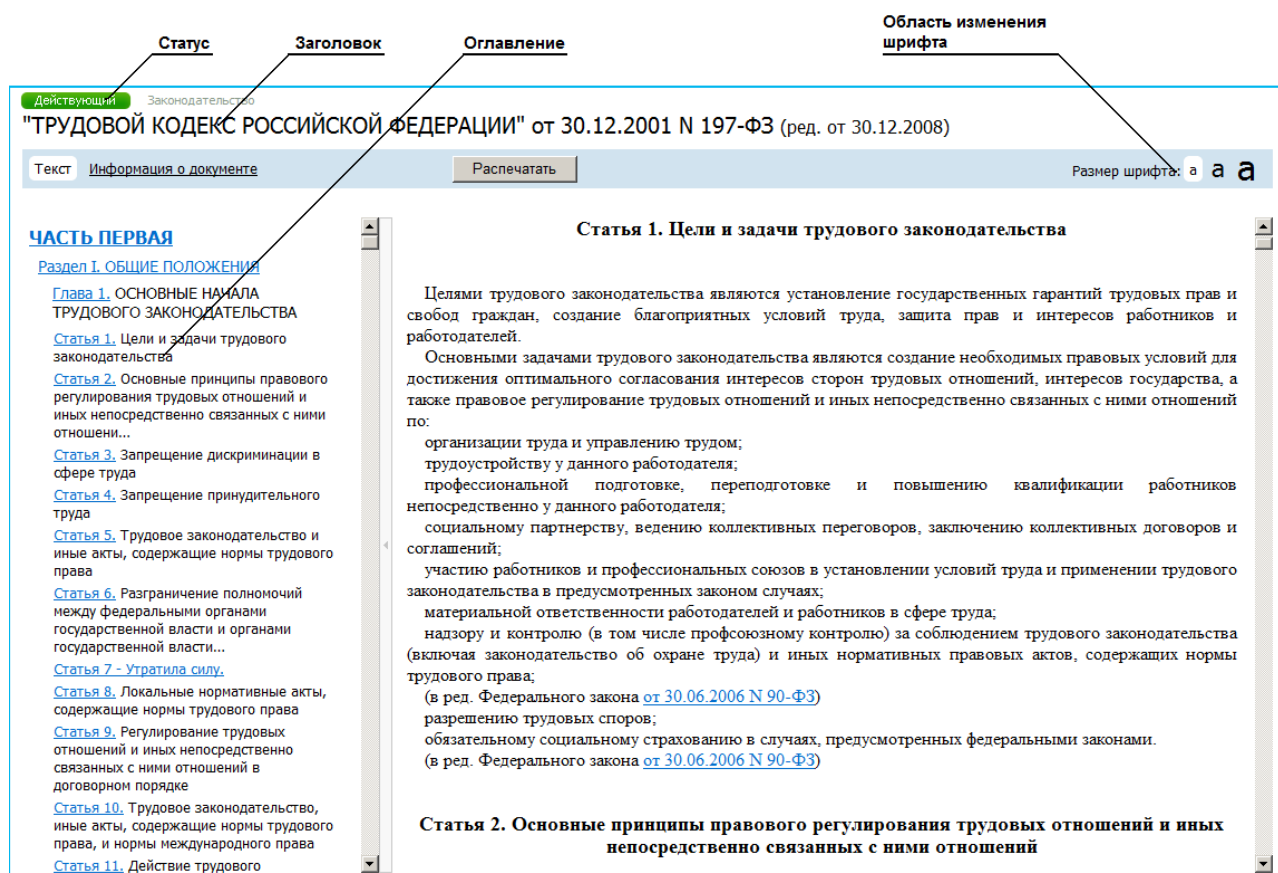 Статус
Заголовок
Оглавление
Область изменения
шрифта
Действующий Законодательство
"ТРУДОВОЙ КОДЕКС РОССИЙСКОЙ ФЕДЕРАЦИИ" от 30.12.2001 N 197-ФЗ (ред. от 30.12.2008)
Текст Информация о документе Распечатать Размер шрифта: а а а
ЧАСТЬ ПЕРВАЯ
Раздел I. ОБЩИЕ ПОЛОЖЕНИЯ
Глава 1. ОСНОВНЫЕ НАЧАЛА
ТРУДОВОГО ЗАКОНОДАТЕЛЬСТВА
Статья 1. Цели и задачи трудового
законодательства
Статья 2. Основные принципы правового
регулирования трудовых отношений и
иных непосредственно связанных с ними
отношени...
Статья 3. Запрещение дискриминации в
сфере труда
Статья 4. Запрещение принудительного
труда
Статья 5. Трудовое законодательство и
иные акты, содержащие нормы трудового
права
Статья 6. Разграничение полномочий
между федеральными органами
государственной власти и органами
государственной власти...
Статья 7 - Утратила силу.
Статья 8. Локальные нормативные акты,
содержащие нормы трудового права
Статья 9. Регулирование трудовых
отношений и иных непосредственно
связанных с ними отношений в
договорном порядке
Статья 10. Трудовое законодательство,
иные акты, содержащие нормы трудового
права, и нормы международного права
Статья 11. Действие трудового
Статья 1. Цели и задачи трудового законодательства
Целями трудового законодательства являются установление государственных гарантий трудовых прав и
свобод граждан, создание благоприятных условий труда, защита прав и интересов работников и
работодателей.
Основными задачами трудового законодательства являются создание необходимых правовых условий для
достижения оптимального согласования интересов сторон трудовых отношений, интересов государства, а
также правовое регулирование трудовых отношений и иных непосредственно связанных с ними отношений
по:
организации труда и управлению трудом;
трудоустройству у данного работодателя;
профессиональной подготовке, переподготовке и повышению квалификации работников
непосредственно у данного работодателя;
социальному партнерству, ведению коллективных переговоров, заключению коллективных договоров и
соглашений;
участию работников и профессиональных союзов в установлении условий труда и применении трудового
законодательства в предусмотренных законом случаях;
материальной ответственности работодателей и работников в сфере труда;
надзору и контролю (в том числе профсоюзному контролю) за соблюдением трудового законодательства
(включая законодательство об охране труда) и иных нормативных правовых актов, содержащих нормы
трудового права;
(в ред. Федерального закона от 30.06.2006 N 90-ФЗ)
разрешению трудовых споров;
обязательному социальному страхованию в случаях, предусмотренных федеральными законами.
(в ред. Федерального закона от 30.06.2006 N 90-ФЗ)
Статья 2. Основные принципы правового регулирования трудовых отношений и иных
непосредственно связанных с ними отношений